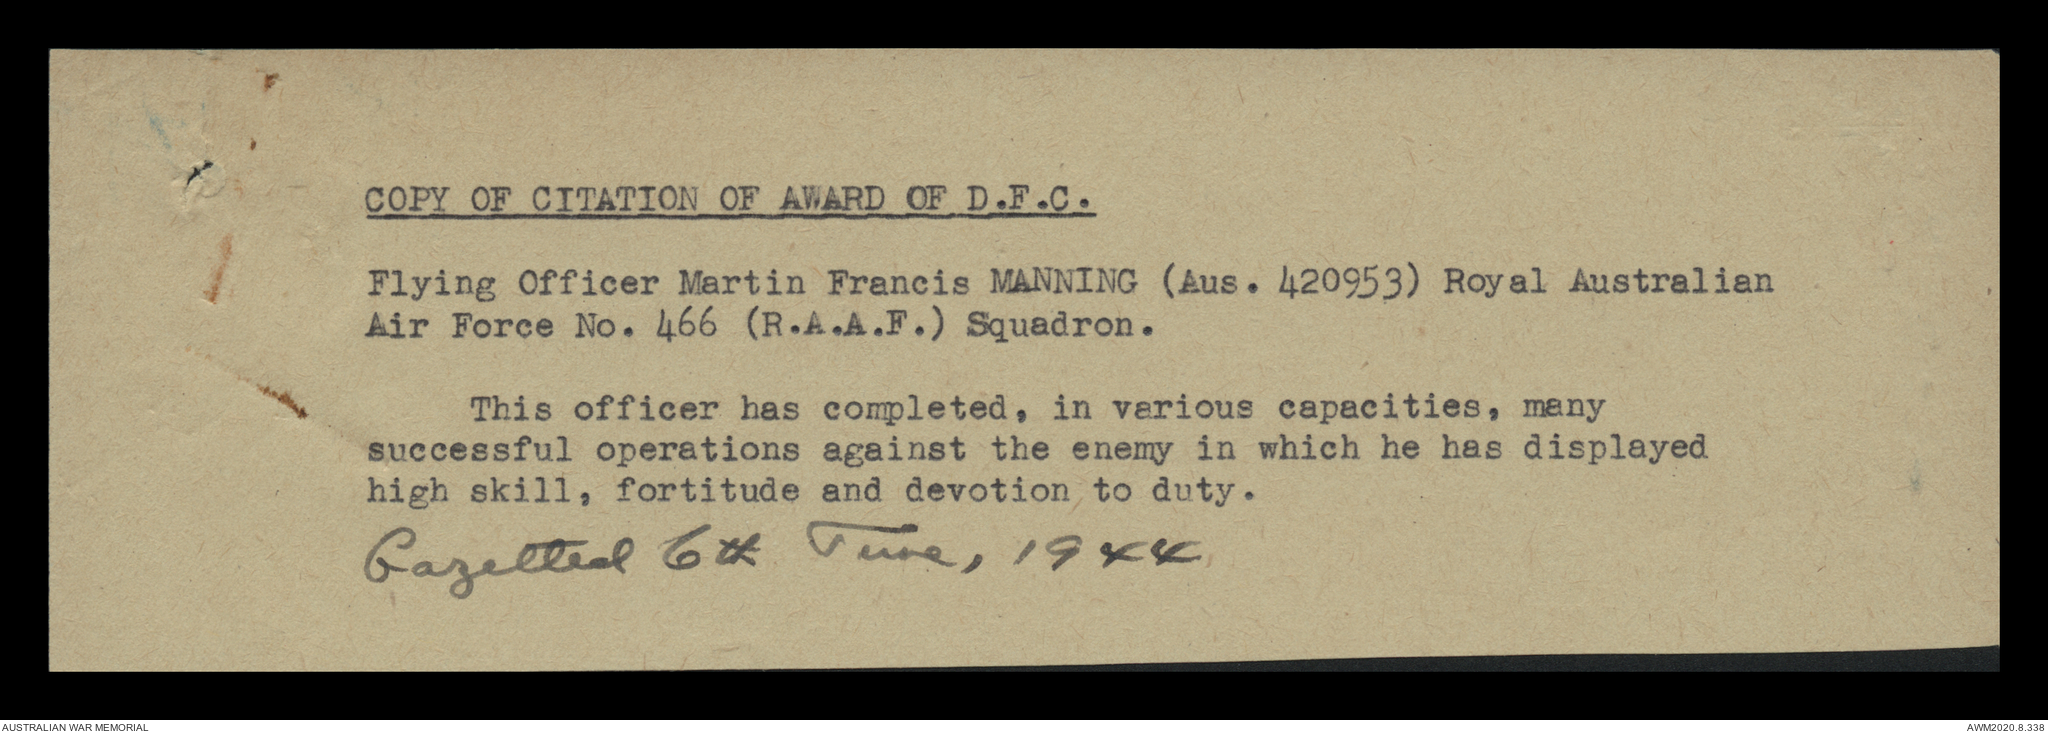 COPY OF CITATION OF AWARD OF D.F.C.
Flying Officer Martin Francis MANNING (Aus. 420953) Royal Australian
Air Force No. 466 (R.A.A.F.) Squadron.
This officer has completed, in various capacities, many
successful operations against the enemy in which he has displayed
high skill, fortitude and devotion to duty.
Gazetted 6th June, 1944
AUSTRALIAN WAR MEMORIAL
AWM2020.8.338